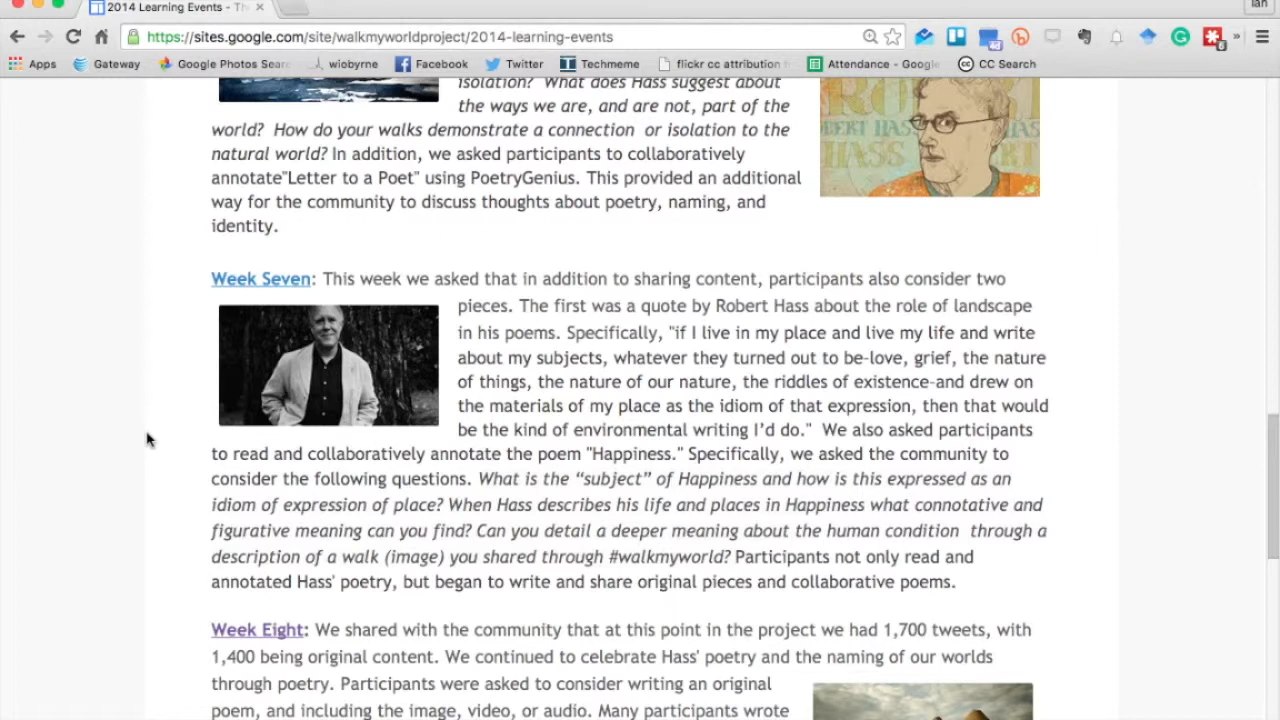 2014 Learning Events - Th
Ian
https://sites.google.com/site/walkmyworldproject/2014-learning-events
Apps Gateway Google Photos Sear wiobyrne Facebook Twitter Techmeme flickr cc attribution Attendance - Google CC Search
isolation? What does Hass suggest about
the ways we are, and are not, part of the
world? How do your walks demonstrate a connection or isolation to the
natural world? In addition, we asked participants to collaboratively
annotate"Letter to a Poet" using PoetryGenius. This provided an additional
way for the community to discuss thoughts about poetry, naming, and
identity.
ROBERT HASS
HASS
Week Seven: This week we asked that in addition to sharing content, participants also consider two
pieces. The first was a quote by Robert Hass about the role of landscape
in his poems. Specifically, "if I live in my place and live my life and write
about my subjects, whatever they turned out to be-love, grief, the nature
of things, the nature of our nature, the riddles of existence-and drew on
the materials of my place as the idiom of that expression, then that would
be the kind of environmental writing I'd do." We also asked participants
to read and collaboratively annotate the poem "Happiness." Specifically, we asked the community to
consider the following questions. What is the “subject” of Happiness and how is this expressed as an
idiom of expression of place? When Hass describes his life and places in Happiness what connotative and
figurative meaning can you find? Can you detail a deeper meaning about the human condition through a
description of a walk (image) you shared through #walkmyworld? Participants not only read and
annotated Hass' poetry, but began to write and share original pieces and collaborative poems.
Week Eight: We shared with the community that at this point in the project we had 1,700 tweets, with
1,400 being original content. We continued to celebrate Hass' poetry and the naming of our worlds
through poetry. Participants were asked to consider writing an original
poem, and including the image, video, or audio. Many participants wrote